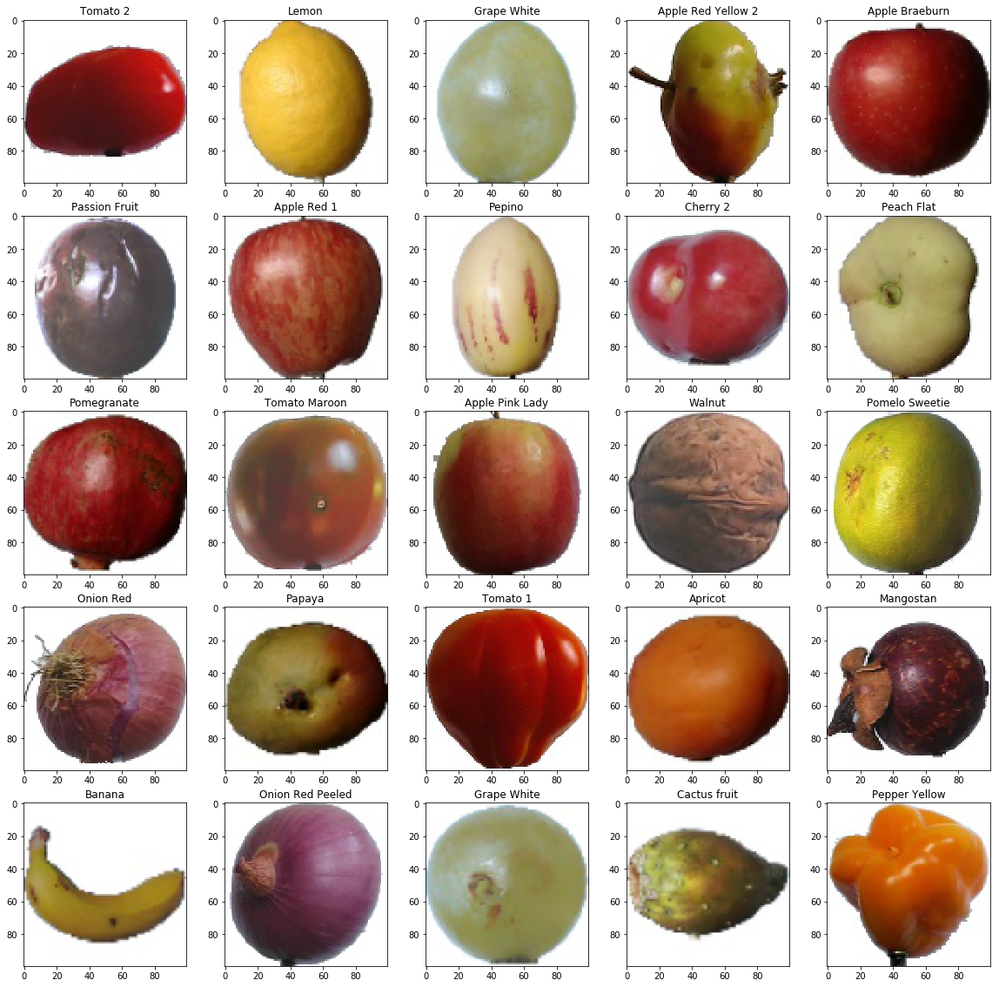 Tomato 2 Lemon Grape White Apple Red Yellow 2 Apple Braeburn
0 0 0 0 0
20 20 20 20 20
40 40 40 40 40
60 60 60 60 60
80 80 80 80 80
0 20 40 60 80 0 20 40 60 80 0 20 40 60 80 0 20 40 60 80 0 20 40 60 80
Passion Fruit Apple Red 1 Pepino Cherry 2 Peach Flat
0 0 0 0 0
20 20 20 20 20
40 40 40 40 40
60 60 60 60 60
80 80 80 80 80
0 20 40 60 80 0 20 40 60 80 0 20 40 60 80 0 20 40 60 80 0 20 40 60 80
Pomegranate Tomato Maroon Apple Pink Lady Walnut Pomelo Sweetie
0 0 0 0 0
20 20 20 20 20
40 40 40 40 40
60 60 60 60 60
80 80 80 80 80
0 20 40 60 80 0 20 40 60 80 0 20 40 60 80 0 20 40 60 80 0 20 40 60 80
Onion Red Papaya Tomato 1 Apricot Mangostan
0 0 0 0 0
20 20 20 20 20
40 40 40 40 40
60 60 60 60 60
80 80 80 80 80
0 20 40 60 80 0 20 40 60 80 0 20 40 60 80 0 20 40 60 80 0 20 40 60 80
Banana Onion Red Peeled Grape White Cactus fruit Pepper Yellow
0 0 0 0 0
20 20 20 20 20
40 40 40 40 40
60 60 60 60 60
80 80 80 80 80
0 20 40 60 80 0 20 40 60 80 0 20 40 60 80 0 20 40 60 80 0 20 40 60 80